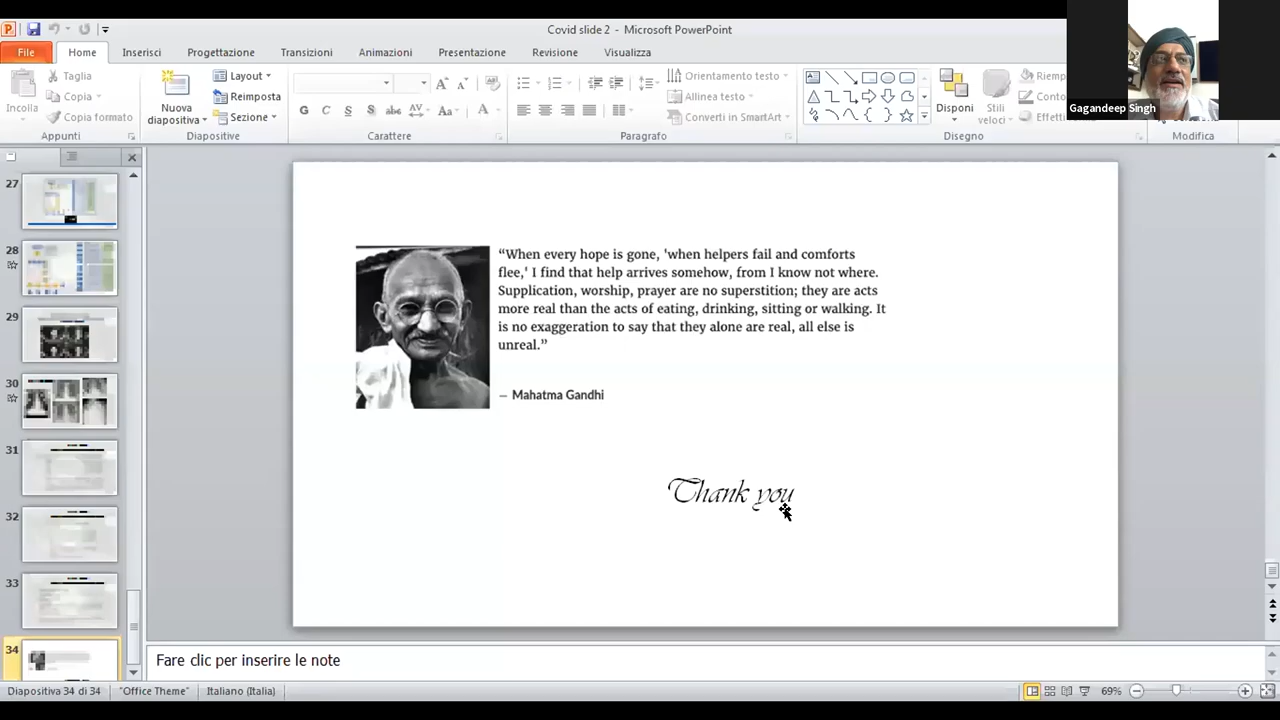 Covid slide 2 - Microsoft PowerPoint
File Home Inserisci Progettazione Transizioni Animazioni Presentazione Revisione Visualizza
Gagandeep Singh
Incolla
Taglia
Copia
Copia formato
Appunti
Nuova
diapositiva
Layout
Reimposta
Sezione
Diapositive
G C S S abc AV Aa A
Carattere
Orientamento testo
Allinea testo
Converti in SmartArt
Paragrafo
Disponi
Stili
veloci
Disegno
Modifica
27
28
29
30
31
32
33
34
“When every hope is gone, 'when helpers fail and comforts
flee,' I find that help arrives somehow, from I know not where.
Supplication, worship, prayer are no superstition; they are acts
more real than the acts of eating, drinking, sitting or walking. It
is no exaggeration to say that they alone are real, all else is
unreal.”
— Mahatma Gandhi
Thank you
Fare clic per inserire le note
Diapositiva 34 di 34 "Office Theme" Italiano (Italia) 69%